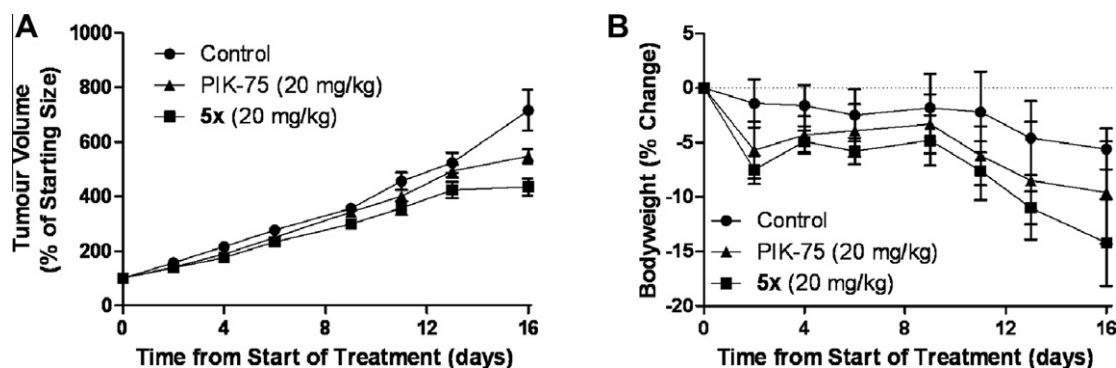 A
Tumour Volume
(% of Starting Size)
1000
800
600
400
200
0
Control
PIK-75 (20 mg/kg)
5x (20 mg/kg)
0 4 8 12 16
Time from Start of Treatment (days)
B
Bodyweight (% Change)
5
0
-5
-10
-15
-20
Control
PIK-75 (20 mg/kg)
5x (20 mg/kg)
0 4 8 12 16
Time from Start of Treatment (days)